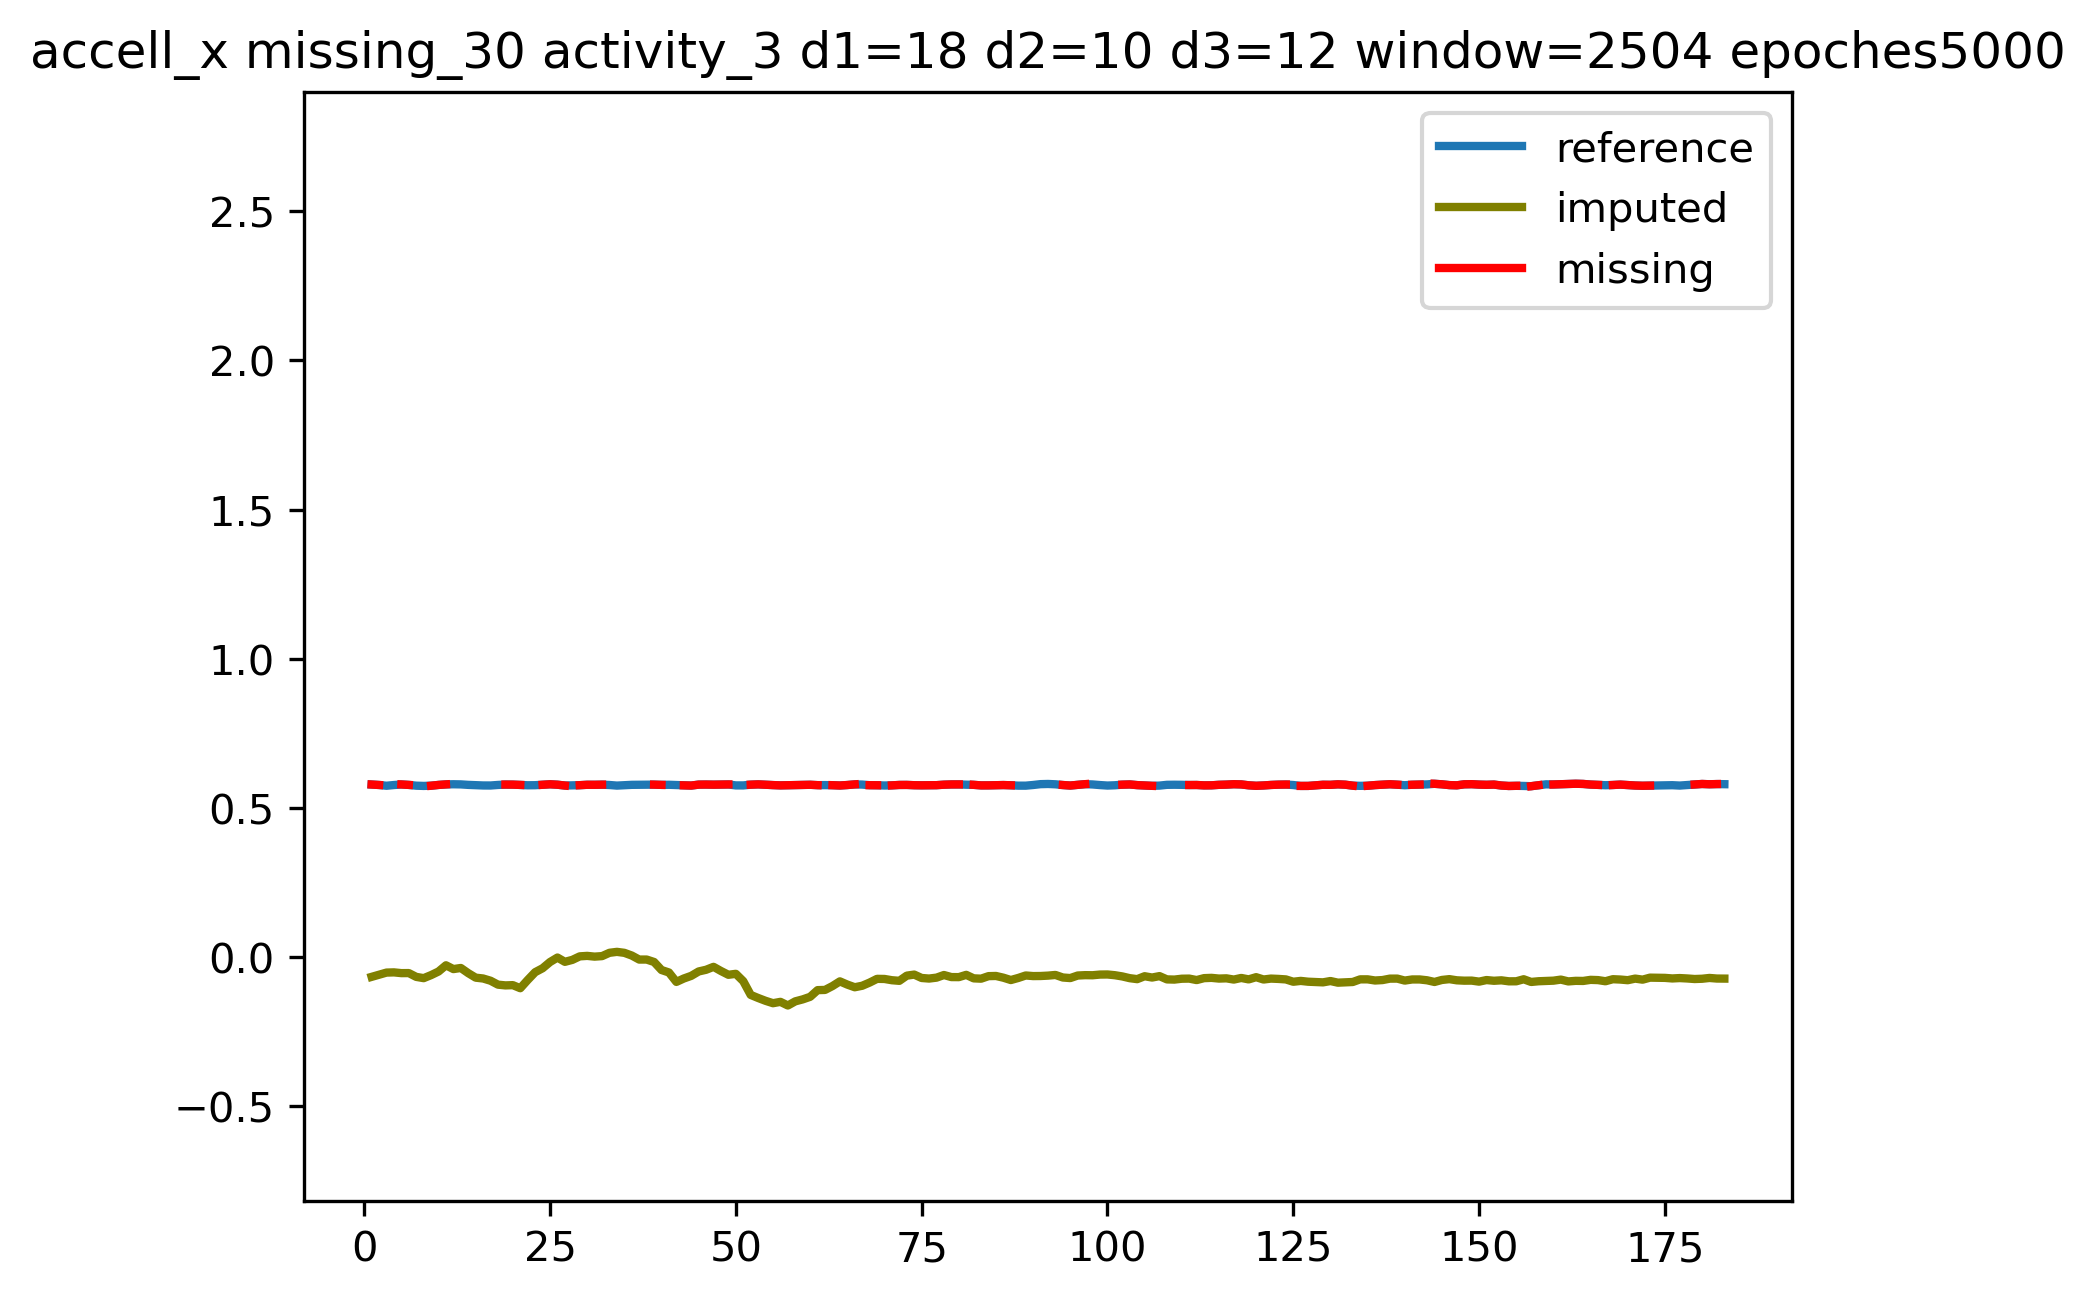 accell_x missing_30 activity_3 d1=18 d2=10 d3=12 window=2504 epoches5000
reference
imputed
missing
2.5
2.0
1.5
1.0
0.5
0.0
−0.5
0 25 50 75 100 125 150 175